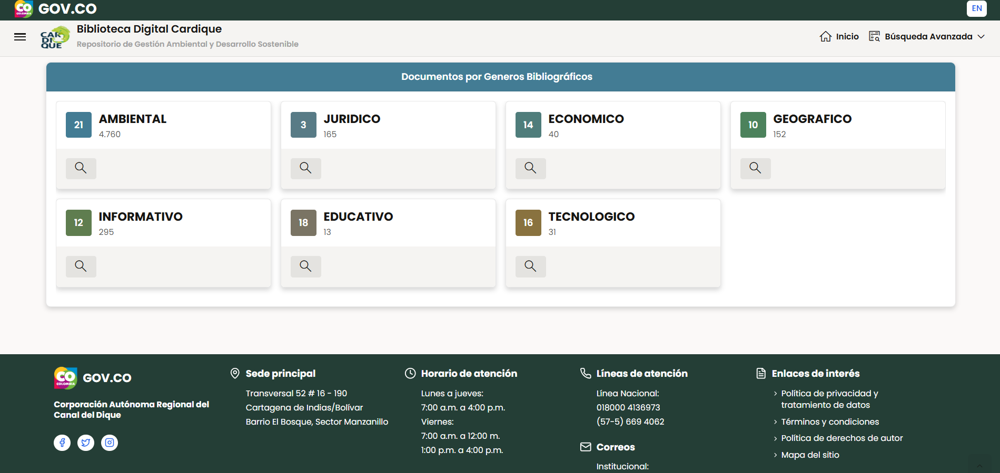 CO
COLOMBIA
GOV.CO
EN
CAR
DI
QUE
Biblioteca Digital Cardique
Repositorio de Gestión Ambiental y Desarrollo Sostenible
Inicio
Búsqueda Avanzada
Documentos por Generos Bibliográficos
21
AMBIENTAL
4.760
3
JURIDICO
165
14
ECONOMICO
40
10
GEOGRAFICO
152
12
INFORMATIVO
295
18
EDUCATIVO
13
16
TECNOLOGICO
31
CO
COLOMBIA
GOV.CO
Corporación Autónoma Regional del
Canal del Dique
Sede principal
Transversal 52 # 16 - 190
Cartagena de Indias/Bolívar
Barrio El Bosque, Sector Manzanillo
Horario de atención
Lunes a jueves:
7:00 a.m. a 4:00 p.m.
Viernes:
7:00 a.m. a 12:00 m.
1:00 p.m. a 4:00 p.m.
Líneas de atención
Línea Nacional:
018000 4136973
(57-5) 669 4062
Correos
Institucional:
Enlaces de interés
Política de privacidad y
tratamiento de datos
Términos y condiciones
Política de derechos de autor
Mapa del sitio